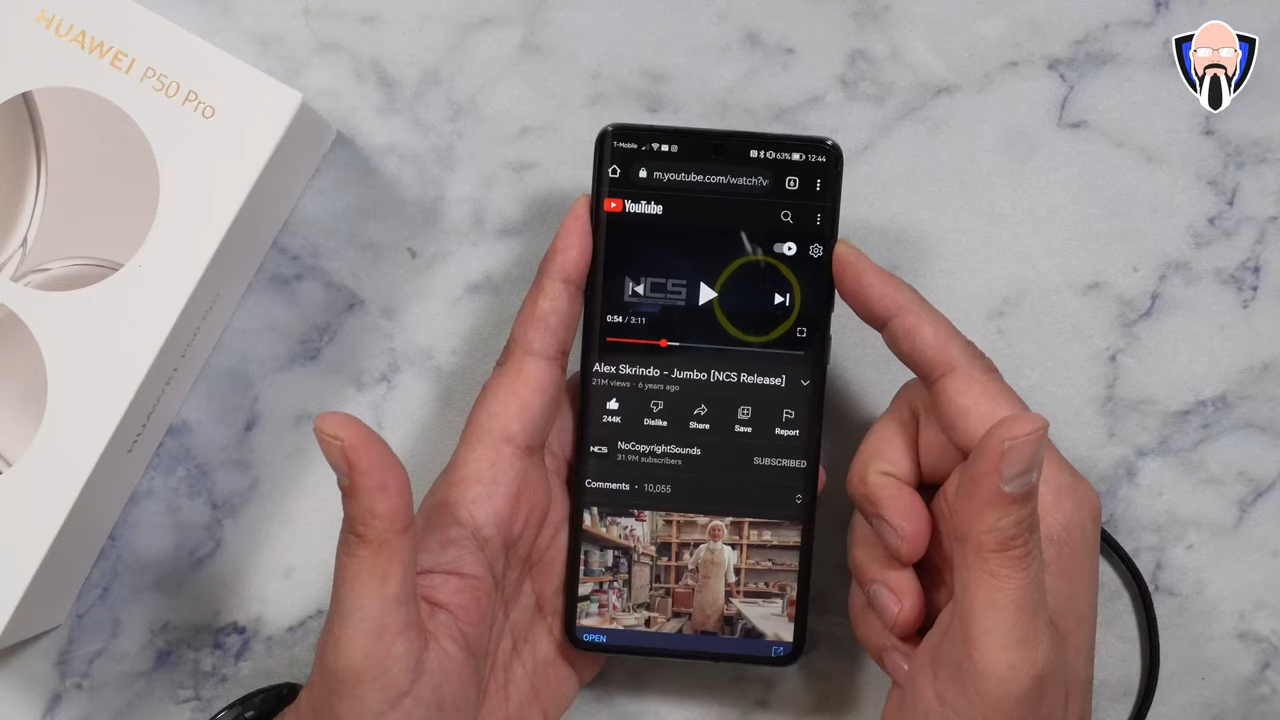 HUAWEI P50 Pro
T-Mobile
63%
12:44
m.youtube.com/watch?v
6
YouTube
NCS
0:54 / 3:11
Alex Skrindo - Jumbo [NCS Release]
21M views · 6 years ago
244K
Dislike
Share
Save
Report
NCS
NoCopyrightSounds
31.9M subscribers
SUBSCRIBED
Comments · 10,055
OPEN